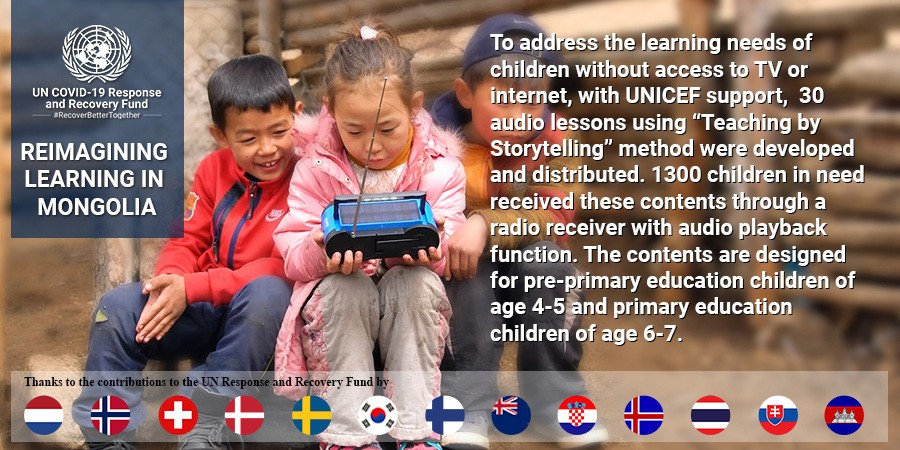 UN COVID-19 Response
and Recovery Fund
#RecoverBetterTogether
REIMAGINING
LEARNING IN
MONGOLIA
To address the learning needs of
children without access to TV or
internet, with UNICEF support,  30
audio lessons using “Teaching by
Storytelling” method were developed
and distributed. 1300 children in need
received these contents through a
radio receiver with audio playback
function. The contents are designed
for pre-primary education children of
age 4-5 and primary education
children of age 6-7.
Thanks to the contributions to the UN Response and Recovery Fund by